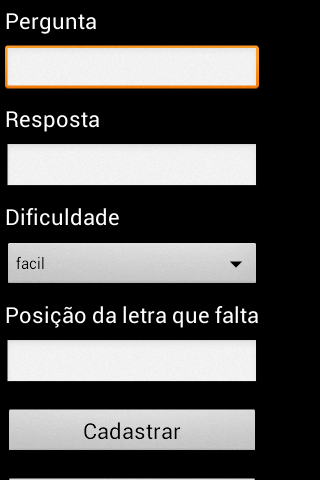 Pergunta
Resposta
Dificuldade
facil
Posição da letra que falta
Cadastrar